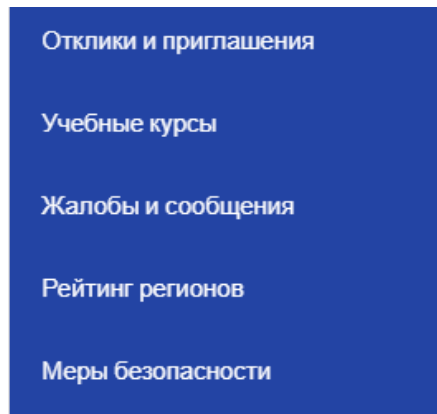 Отклики и приглашения
Учебные курсы
Жалобы и сообщения
Рейтинг регионов
Меры безопасности